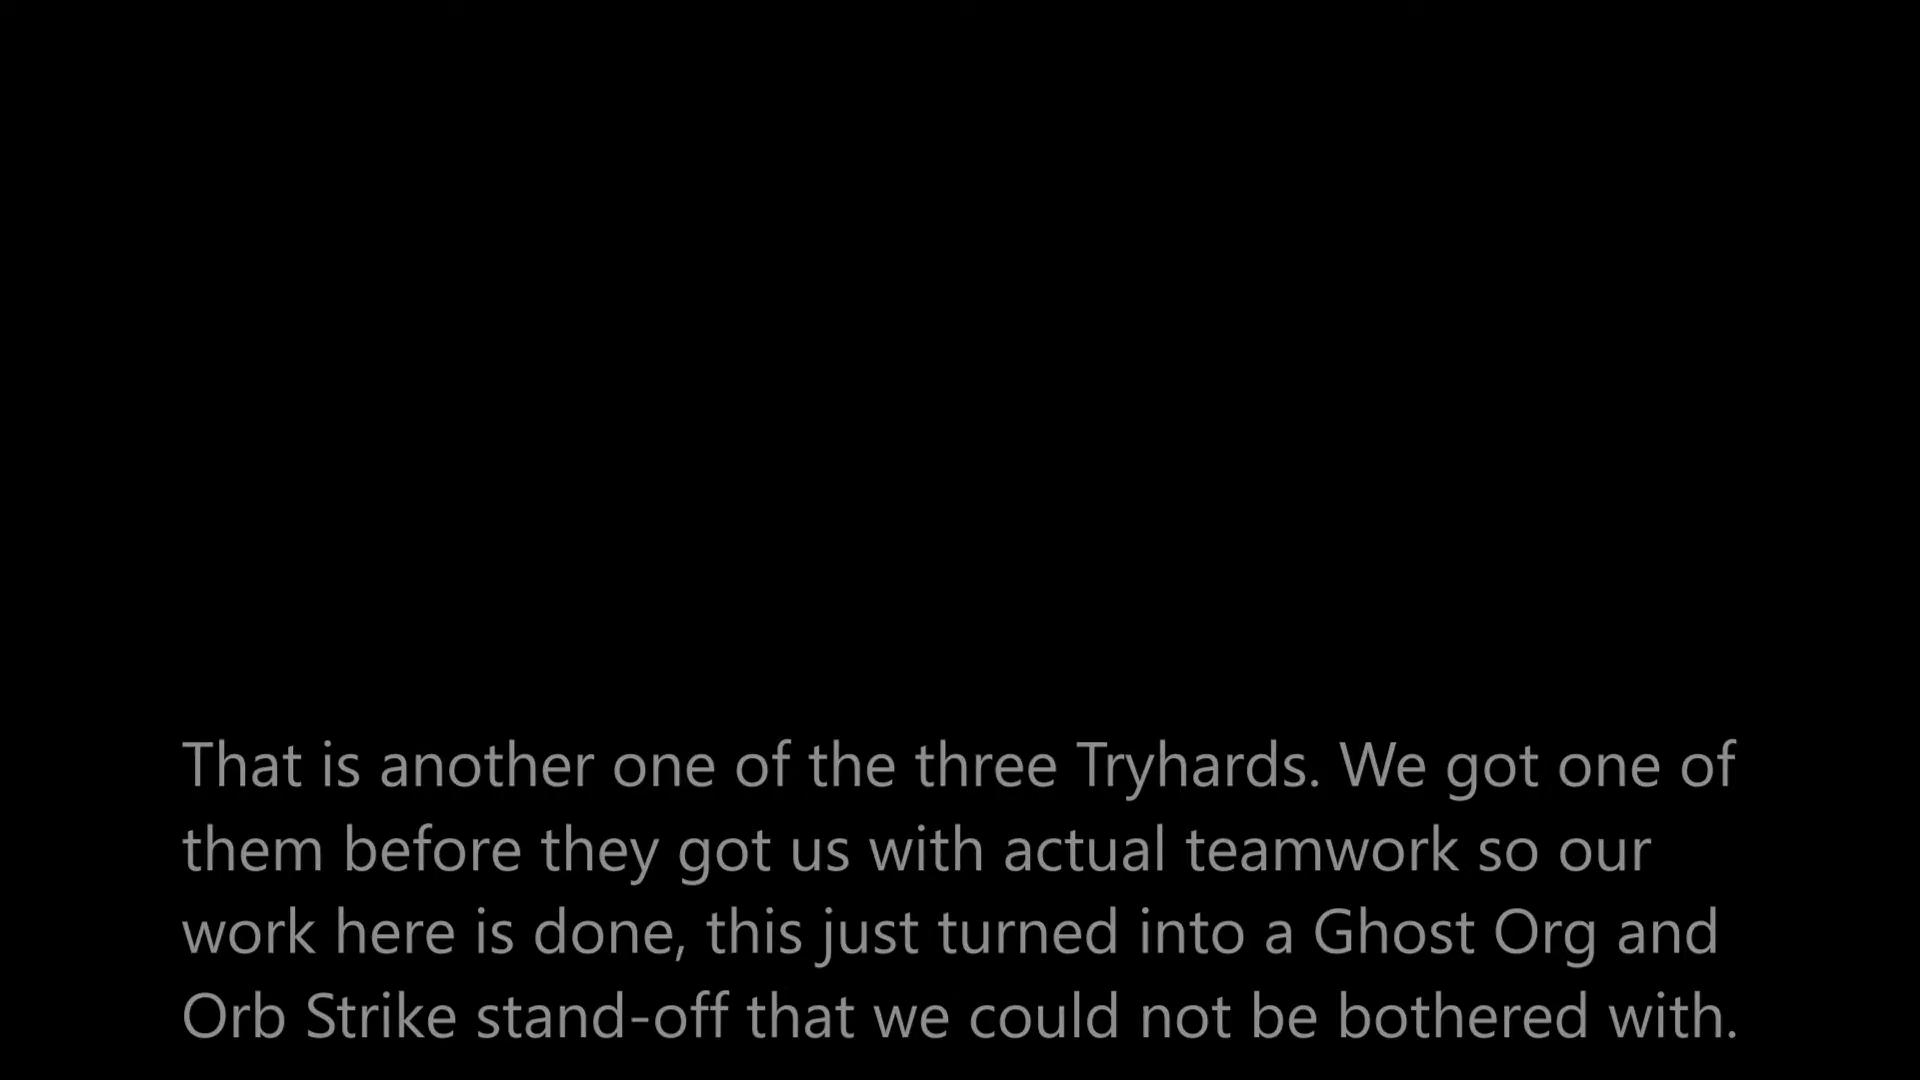 That is another one of the three Tryhards. We got one of
them before they got us with actual teamwork so our
work here is done, this just turned into a Ghost Org and
Orb Strike stand-off that we could not be bothered with.